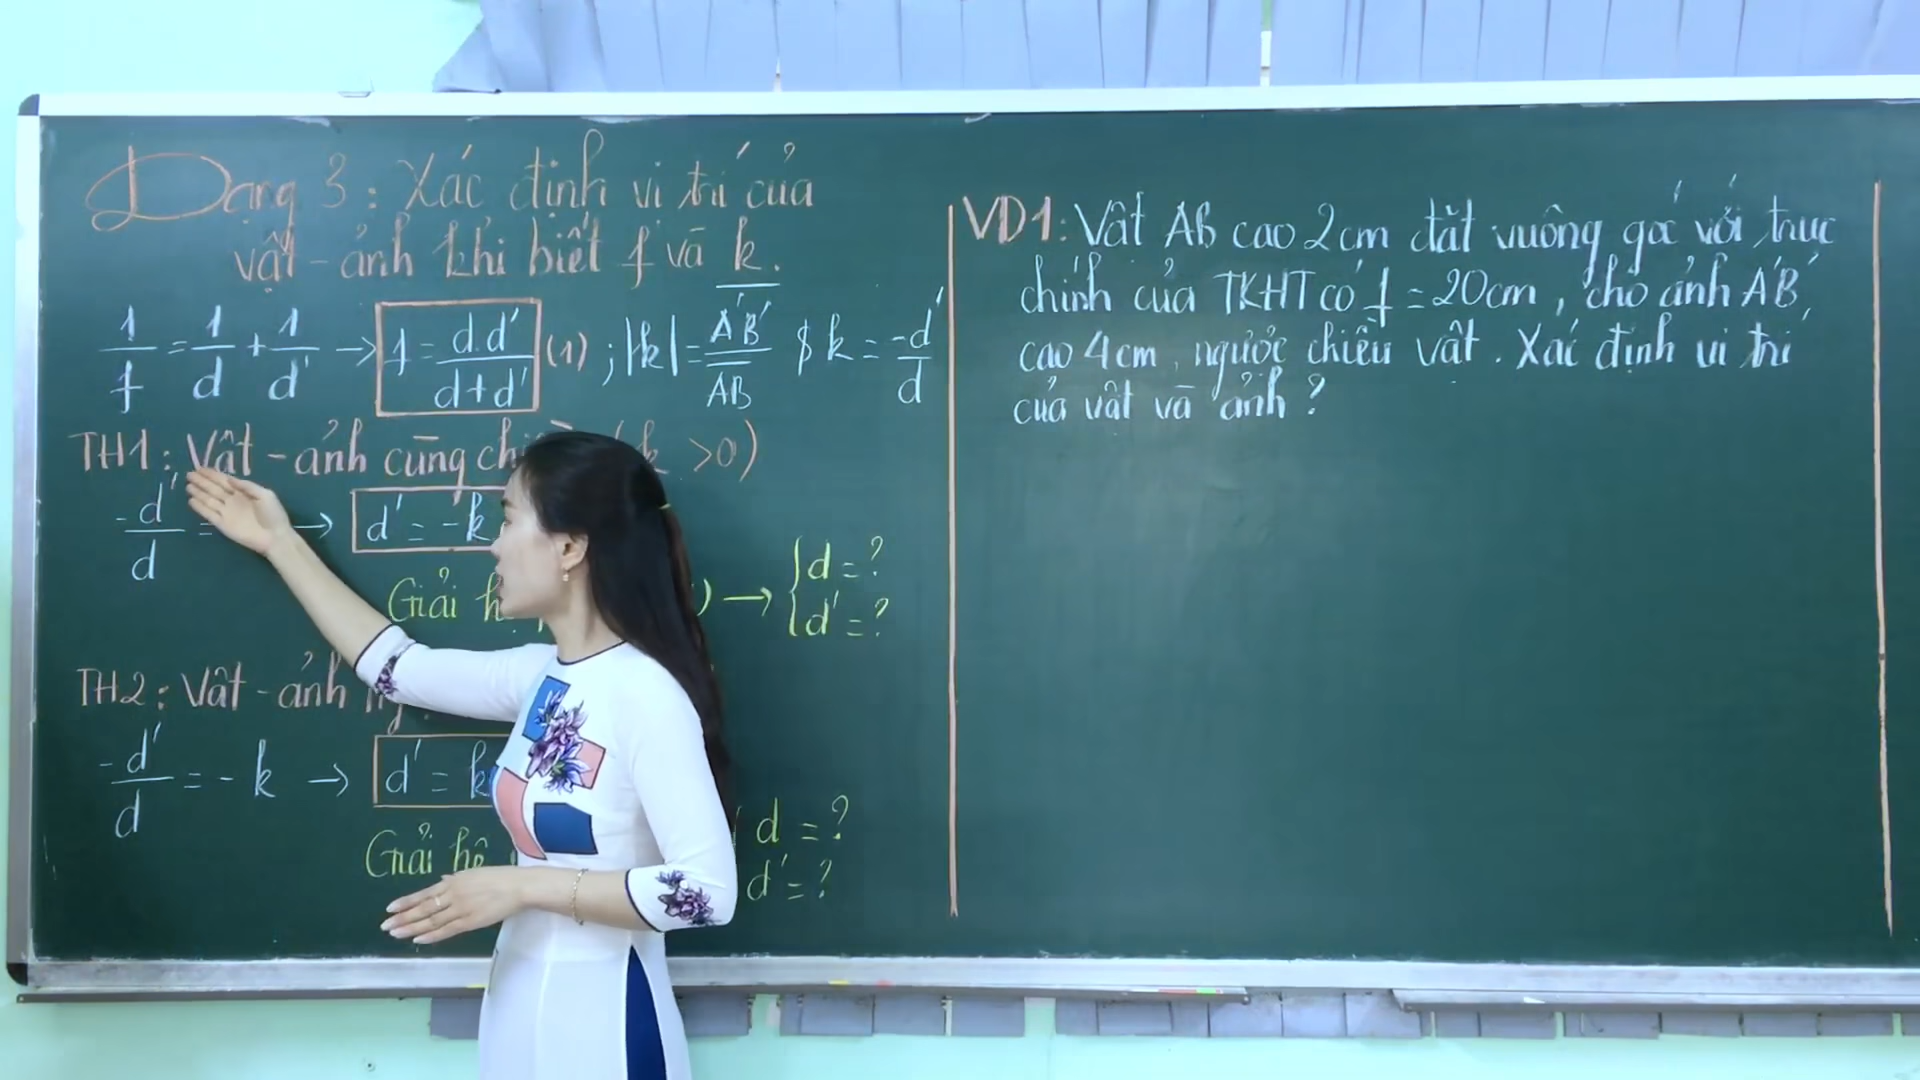 Dạng 3: Xác định vị trí của
vật - ảnh khi biết f và k.
1/f = 1/d + 1/d' → f = d.d'/d+d' (1) ; |k| = A'B'/AB $ k = -d'/d
TH1: Vật - ảnh cùng (k >0)
-d'/d = → d' = -k
Giải → { d = ?
d' = ?
TH2: Vật - ảnh
-d'/d = - k → d' = k
Giải hệ d = ?
d' = ?
VD1: Vật AB cao 2cm đặt vuông góc với trục
chính của TKHT có f = 20cm, cho ảnh A'B',
cao 4cm, ngược chiều vật. Xác định vị trí
của vật và ảnh ?